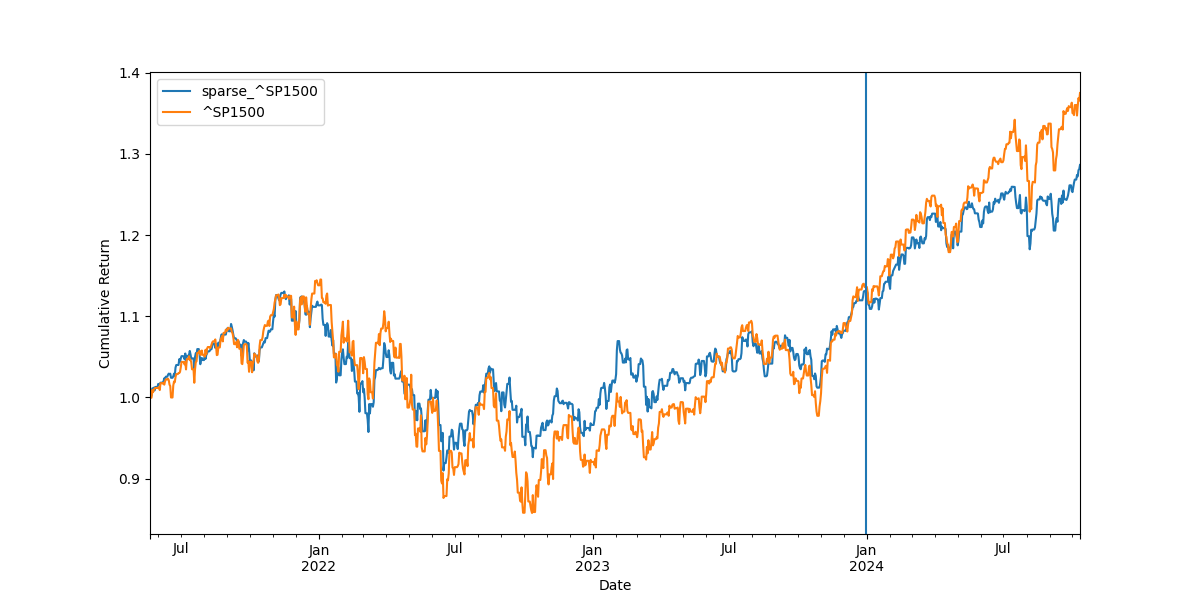 sparse_^SP1500
^SP1500
1.4
1.3
1.2
1.1
1.0
0.9
Cumulative Return
Jul
Jan
2022
Jul
Jan
2023
Jul
Jan
2024
Jul
Date